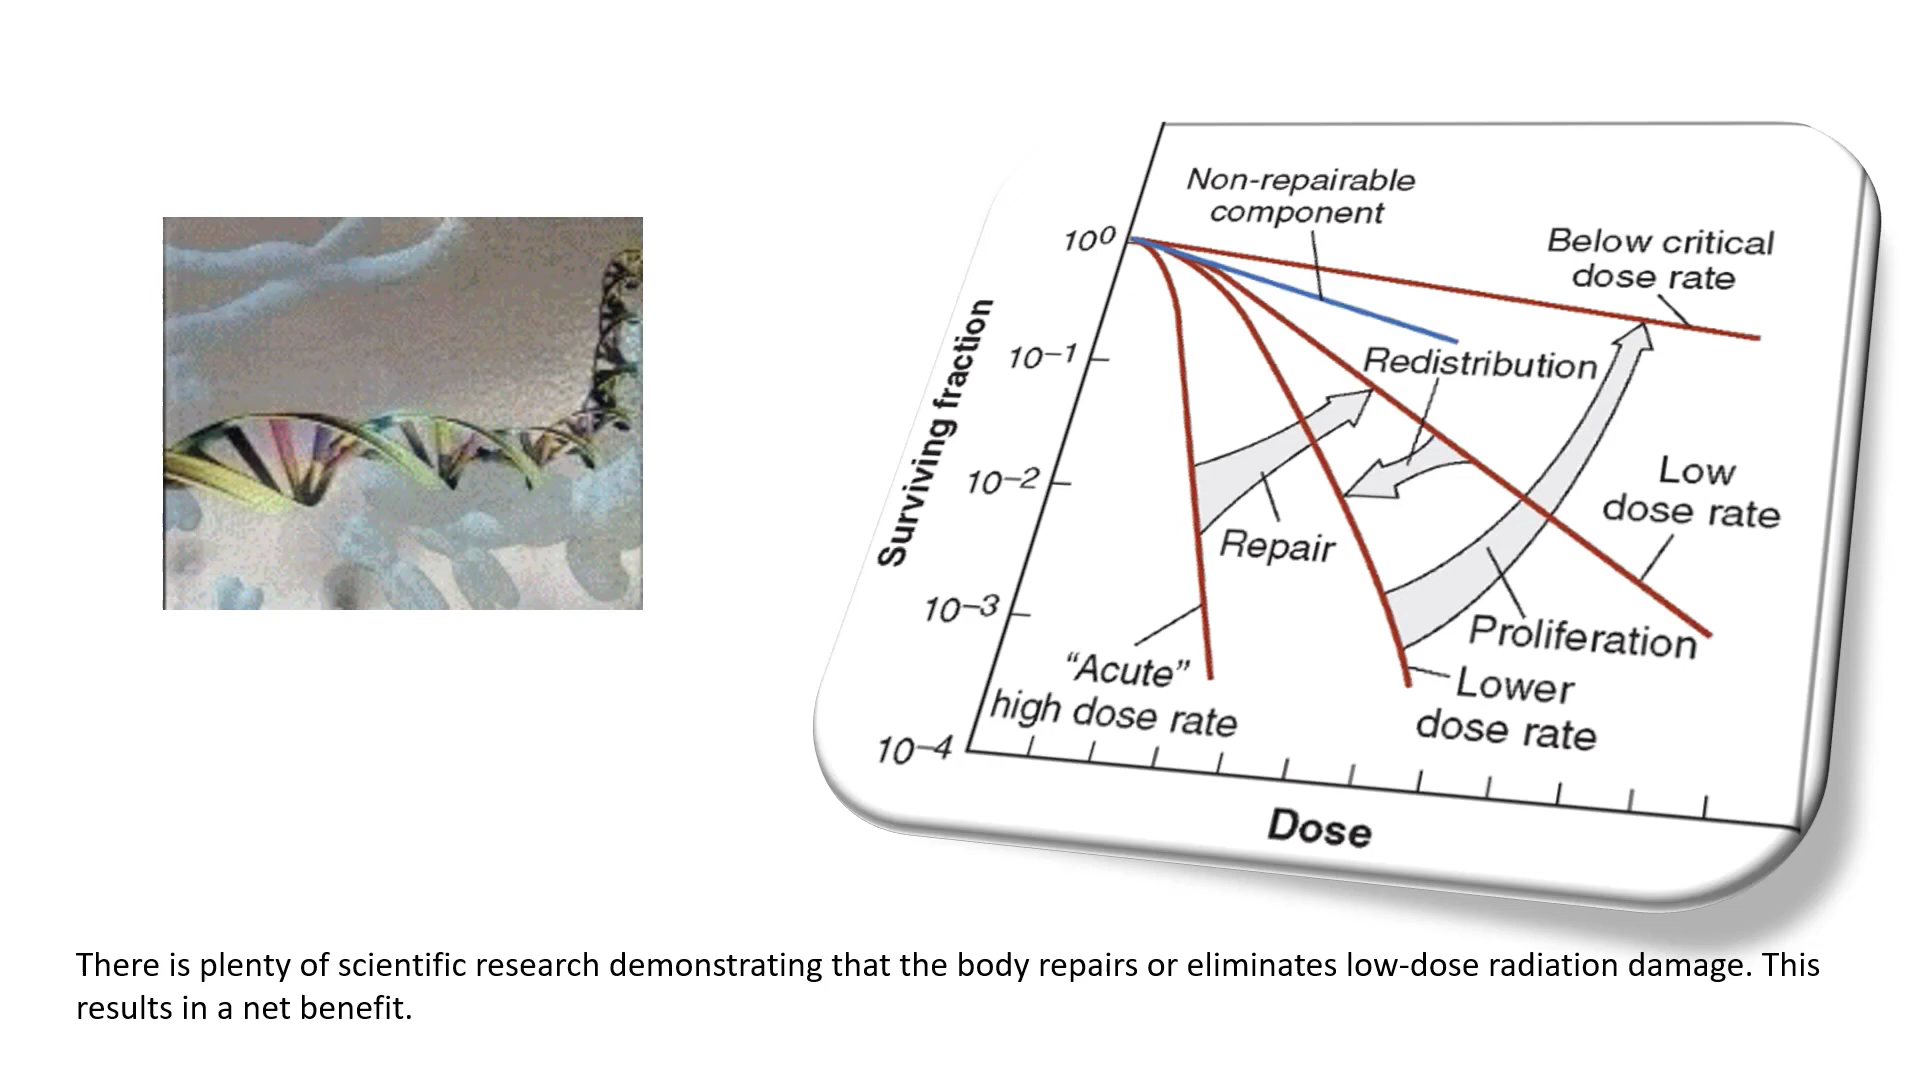 Non-repairable
component
Below critical
dose rate
10⁰
Redistribution
10–1
Surviving fraction
Low
dose rate
10–2
Repair
10–3
Proliferation
“Acute”
high dose rate
Lower
dose rate
10–4
Dose
There is plenty of scientific research demonstrating that the body repairs or eliminates low-dose radiation damage. This
results in a net benefit.